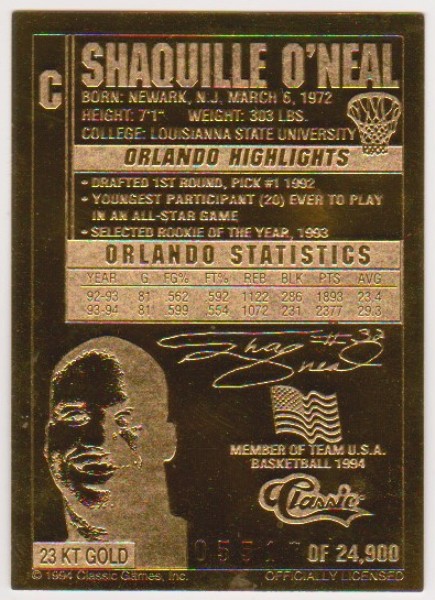 C
SHAQUILLE O'NEAL
BORN: NEWARK, N.J, MARCH 6, 1972
HEIGHT: 7'1" WEIGHT: 303 LBS.
COLLEGE: LOUISIANNA STATE UNIVERSITY
ORLANDO HIGHLIGHTS
• DRAFTED 1ST ROUND, PICK #1 1992
• YOUNGEST PARTICIPANT (20) EVER TO PLAY
IN AN ALL-STAR GAME
• SELECTED ROOKIE OF THE YEAR, 1993
ORLANDO STATISTICS
YEAR G FG% FT% REB BLK PTS AVG
92-93 81 562 592 1122 286 1893 23.4
93-94 81 599 554 1072 231 2377 29.3
Shaq O'Neal #32
MEMBER OF TEAM U.S.A.
BASKETBALL 1994
Classic
23 KT GOLD
OF 24,900
© 1994 Classic Games, Inc.
OFFICIALLY LICENSED